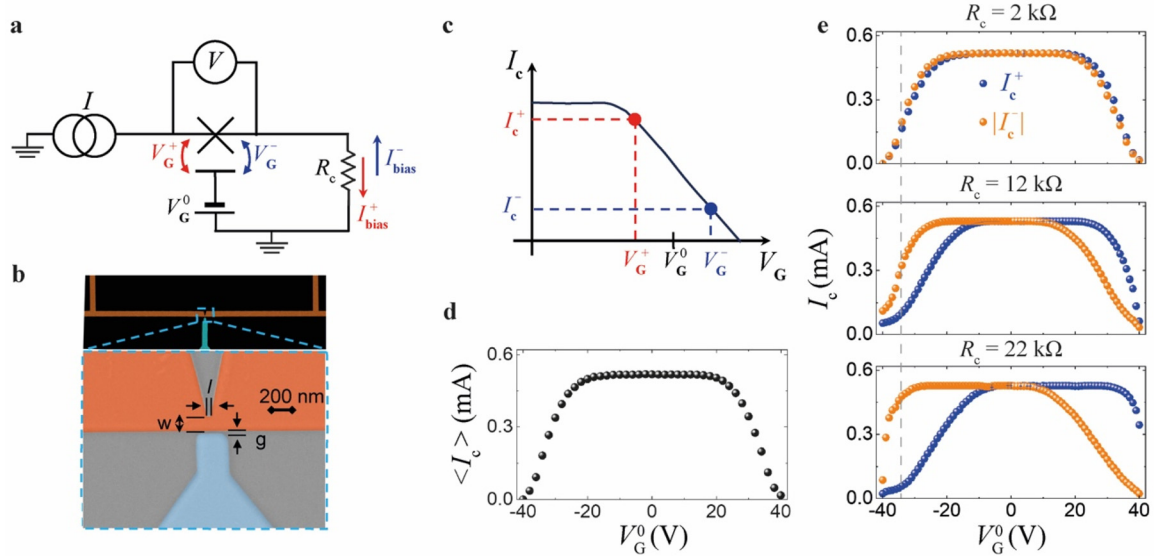 a
V
I
V_G^+
V_G^-
R_c
I_bias^-
V_G^0
I_bias^+
b
l
200 nm
w
g
c
I_c
I_c^+
I_c^-
V_G^+
V_G^0
V_G^-
V_G
d
<I_c> (mA)
0.6
0.3
0.0
-40 -20 0 20 40
V_G^0 (V)
e
R_c = 2 kΩ
0.6
0.3
0.0
I_c^+
|I_c^-|
R_c = 12 kΩ
0.6
0.3
0.0
I_c (mA)
R_c = 22 kΩ
0.6
0.3
0.0
-40 -20 0 20 40
V_G^0 (V)